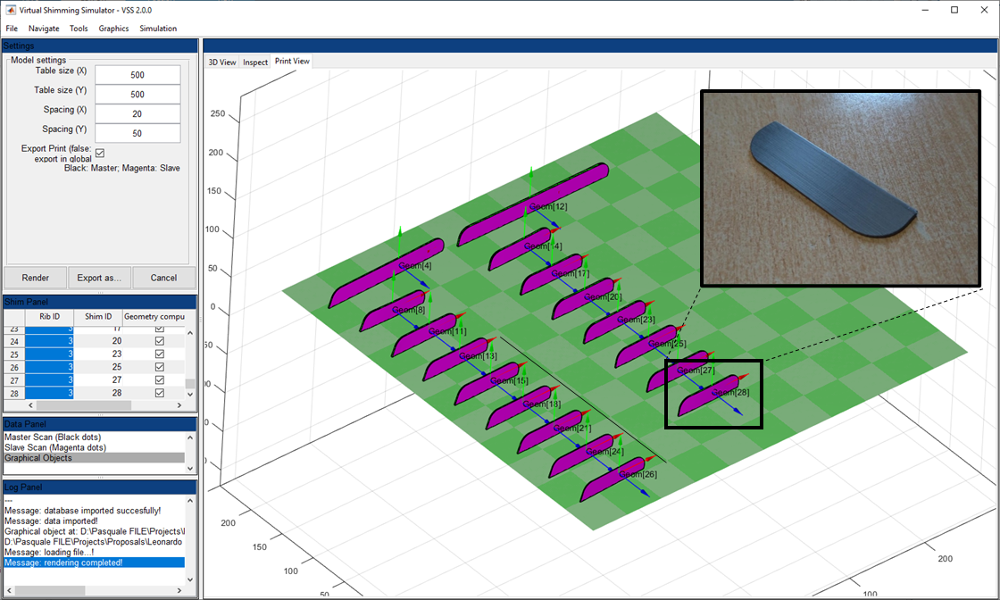 Virtual Shimming Simulator - VSS 2.0.0
File Navigate Tools Graphics Simulation
Settings
Model settings
Table size (X) 500
Table size (Y) 500
Spacing (X) 20
Spacing (Y) 50
Export Print (false:
export in global
Black: Master; Magenta: Slave
Render Export as... Cancel
Shim Panel
Rib ID Shim ID Geometry compu
23 3 17
24 3 20
25 3 23
26 3 25
27 3 27
28 3 28
Data Panel
Master Scan (Black dots)
Slave Scan (Magenta dots)
Graphical Objects
Log Panel
---
Message: database imported succesfully!
Message: data imported!
Graphical object at: D:\Pasquale FILE\Projects\
D:\Pasquale FILE\Projects\Proposals\Leonardo
Message: loading file...!
Message: rendering completed!
3D View Inspect Print View
250
200
150
100
50
0
Geom[12]
Geom[14]
Geom[4]
Geom[17]
Geom[20]
Geom[8]
Geom[23]
Geom[11]
Geom[25]
Geom[13]
Geom[27]
Geom[15]
Geom[28]
Geom[18]
Geom[21]
Geom[24]
Geom[26]
200
150
100
50
200
100